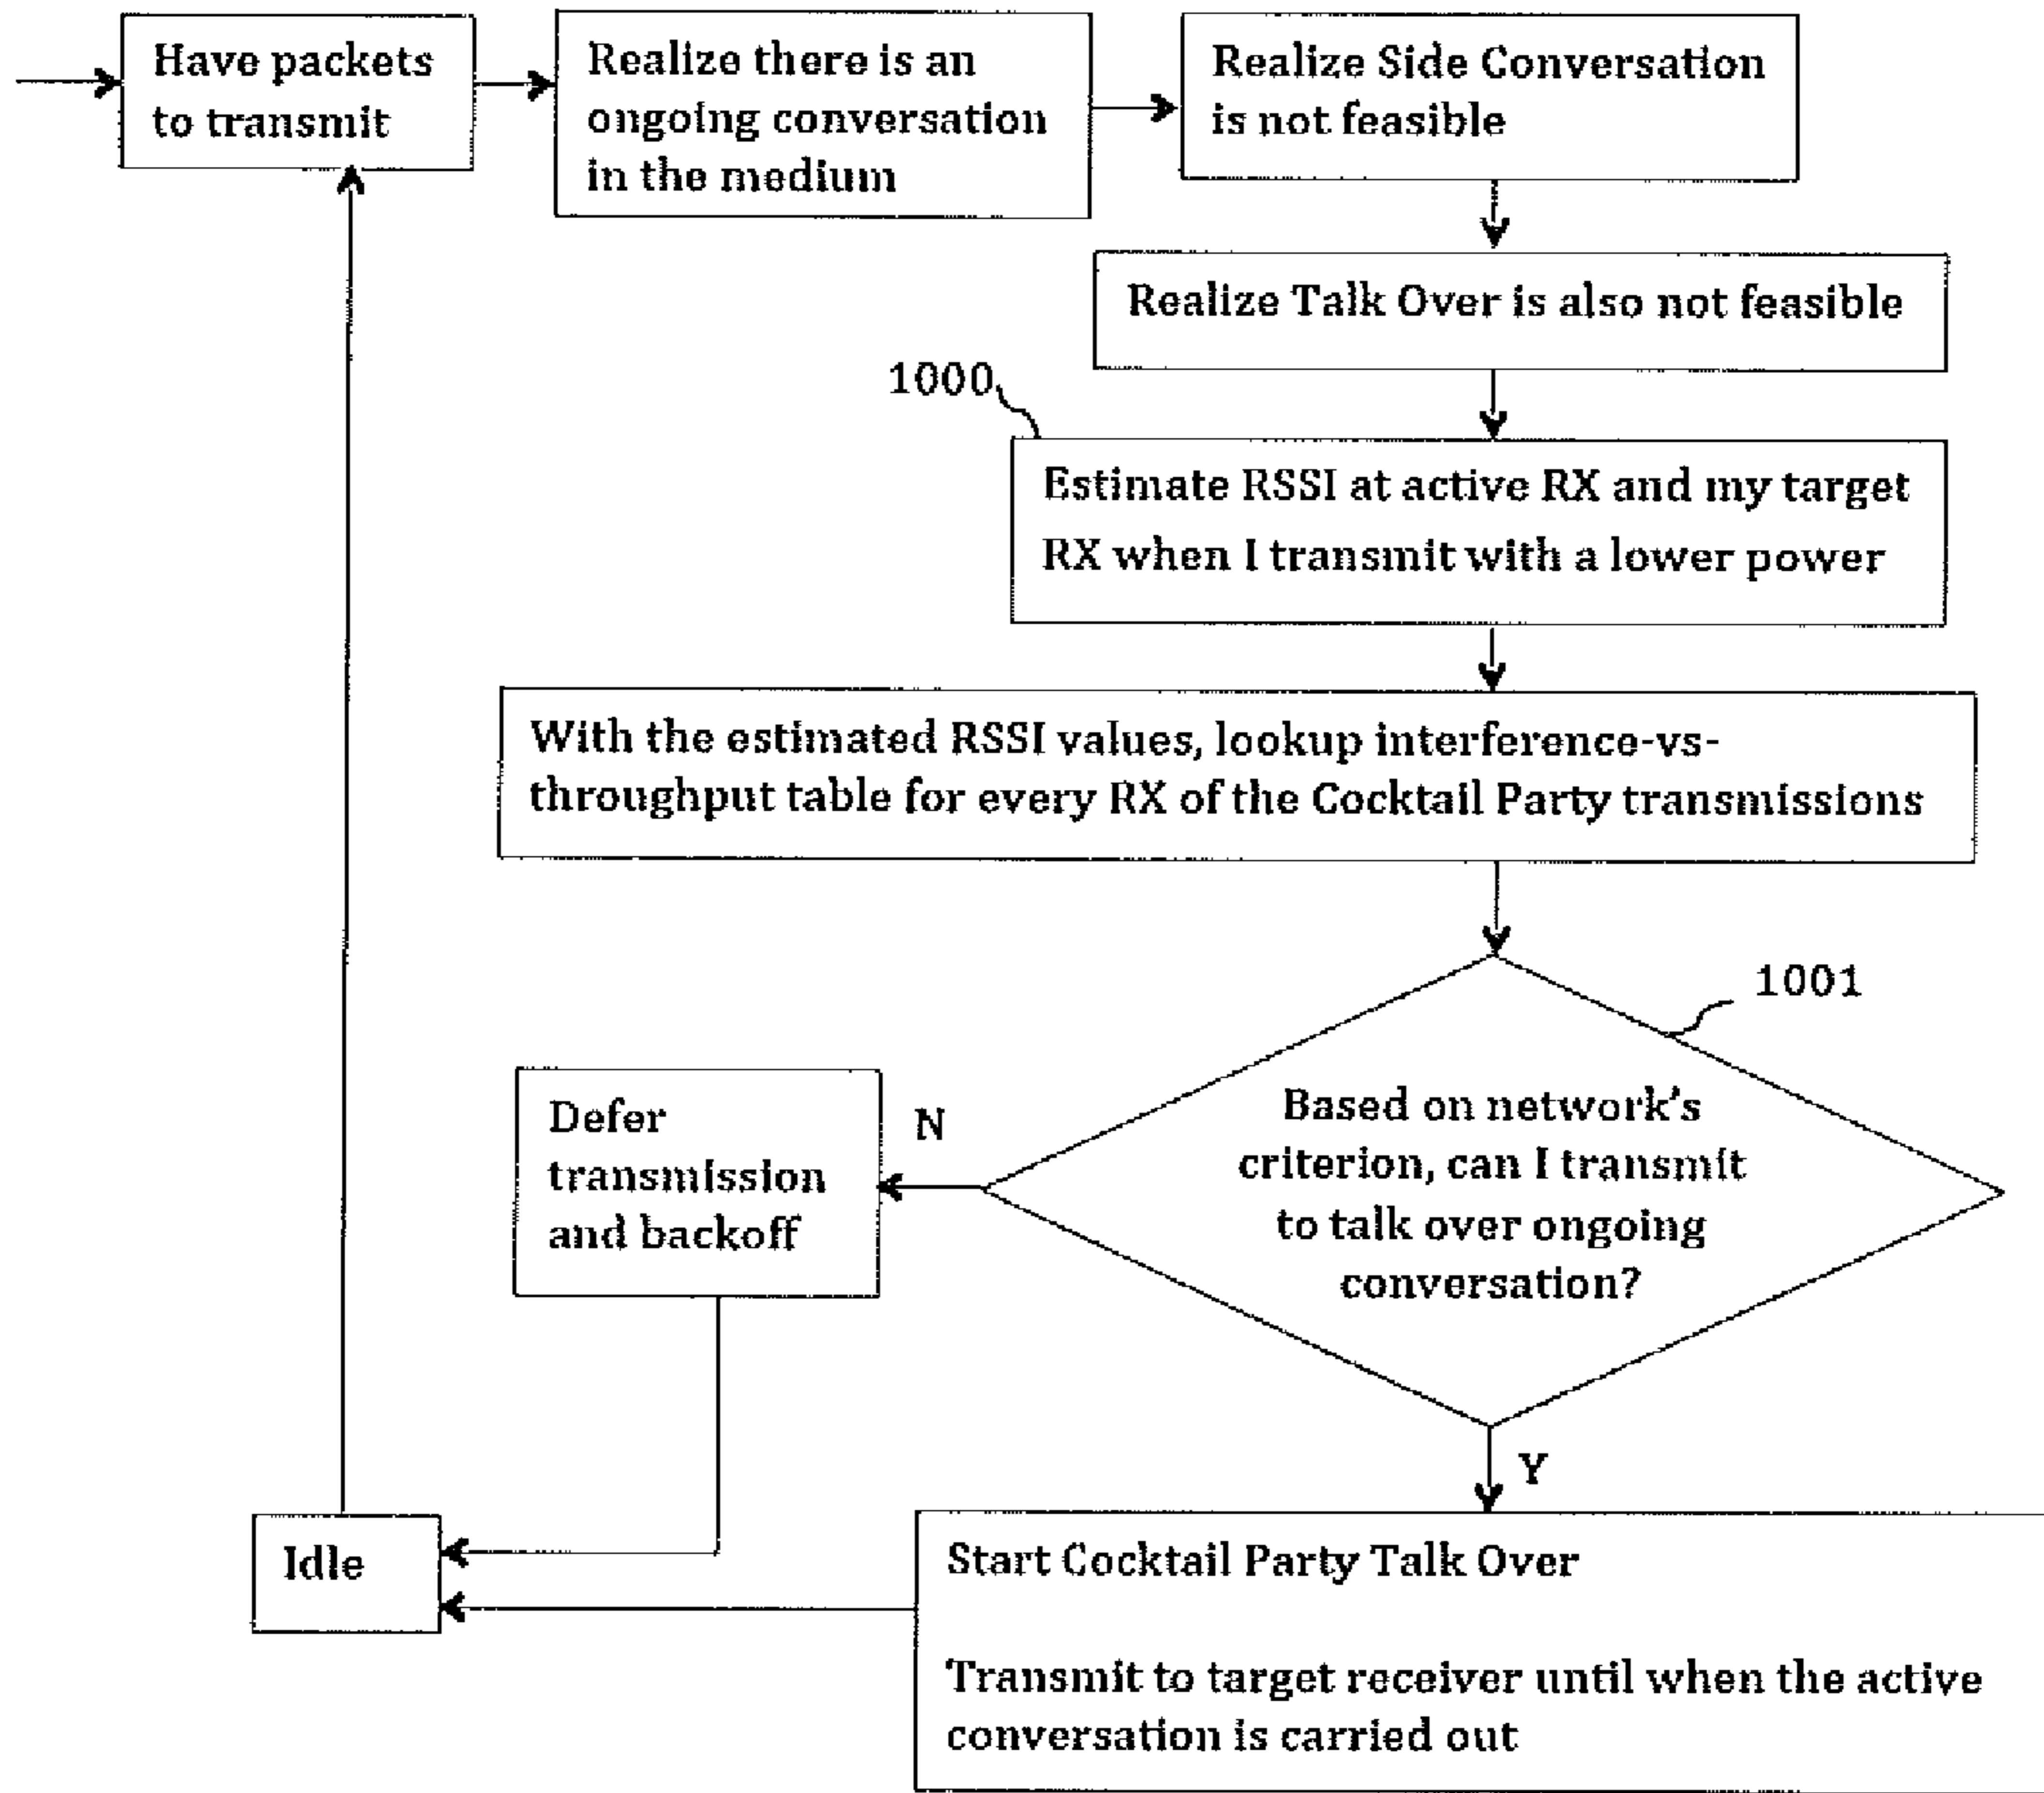 Have packets
to transmit
Realize there is an
ongoing conversation
in the medium
Realize Side Conversation
is not feasible
Realize Talk Over is also not feasible
1000
Estimate RSSI at active RX and my target
RX when I transmit with a lower power
With the estimated RSSI values, lookup interference-vs-
throughput table for every RX of the Cocktail Party transmissions
1001
Based on network's
criterion, can I transmit
to talk over ongoing
conversation?
N
Defer
transmission
and backoff
Y
Idle
Start Cocktail Party Talk Over
Transmit to target receiver until when the active
conversation is carried out